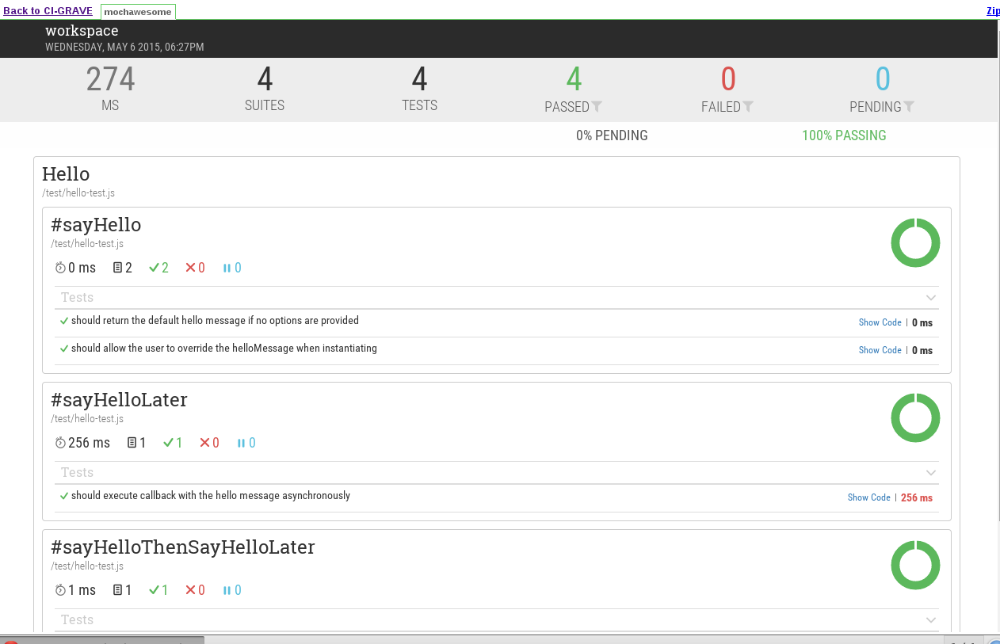 Back to CI-GRAVE mochawesome Zip
workspace
WEDNESDAY, MAY 6 2015, 06:27PM
274 4 4 4 0 0
MS SUITES TESTS PASSED FAILED PENDING
0% PENDING 100% PASSING
Hello
/test/hello-test.js
#sayHello
/test/hello-test.js
0 ms 2 2 0 0
Tests
should return the default hello message if no options are provided Show Code | 0 ms
should allow the user to override the helloMessage when instantiating Show Code | 0 ms
#sayHelloLater
/test/hello-test.js
256 ms 1 1 0 0
Tests
should execute callback with the hello message asynchronously Show Code | 256 ms
#sayHelloThenSayHelloLater
/test/hello-test.js
1 ms 1 1 0 0
Tests